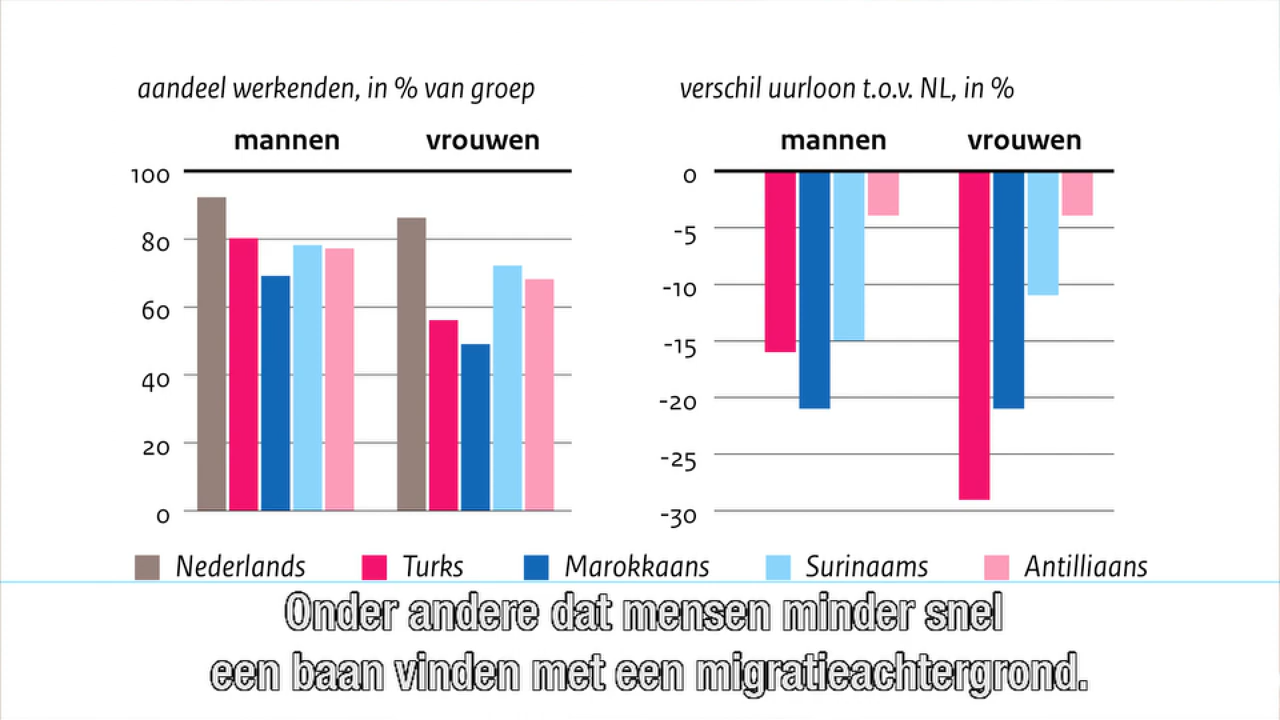 aandeel werkenden, in % van groep
verschil uurloon t.o.v. NL, in %
mannen vrouwen
mannen vrouwen
100
80
60
40
20
0
0
-5
-10
-15
-20
-25
-30
Nederlands Turks Marokkaans Surinaams Antilliaans
Onder andere dat mensen minder snel
een baan vinden met een migratieachtergrond.